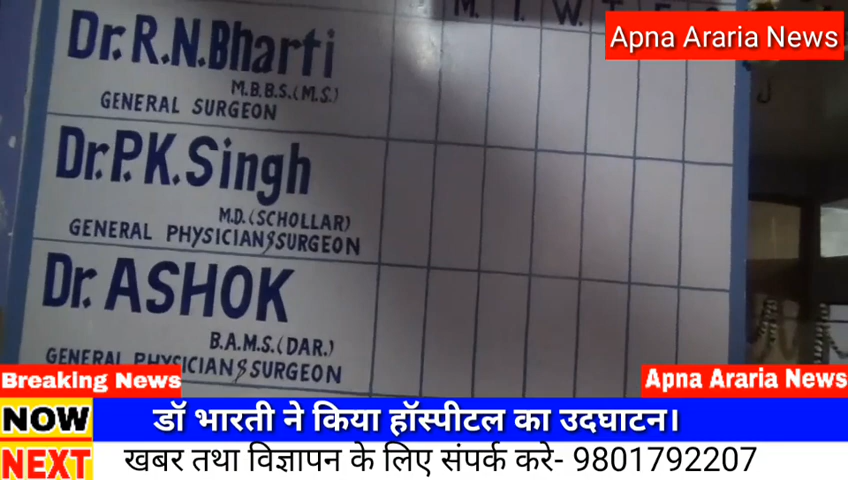 M. T. W. T F S
Apna Araria News
Dr. R.N. Bharti
M.B.B.S.(M.S.)
GENERAL SURGEON
Dr. P.K. Singh
M.D.(SCHOLLAR)
GENERAL PHYSICIAN & SURGEON
Dr. ASHOK
B.A.M.S.(DAR.)
GENERAL PHYSICIAN & SURGEON
Breaking News
Apna Araria News
NOW
डॉ भारती ने किया हॉस्पीटल का उदघाटन।
NEXT
खबर तथा विज्ञापन के लिए संपर्क करे- 9801792207